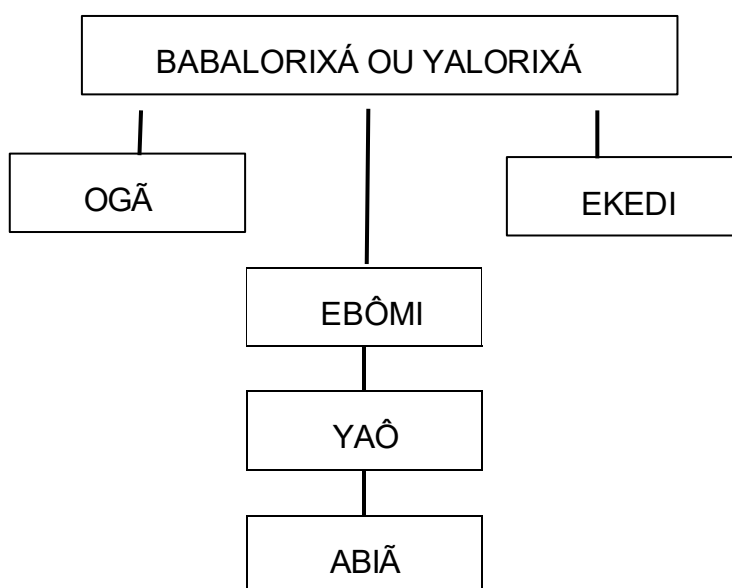 BABALORIXÁ OU YALORIXÁ
OGÃ
EKEDI
EBÔMI
YAÔ
ABIÃ